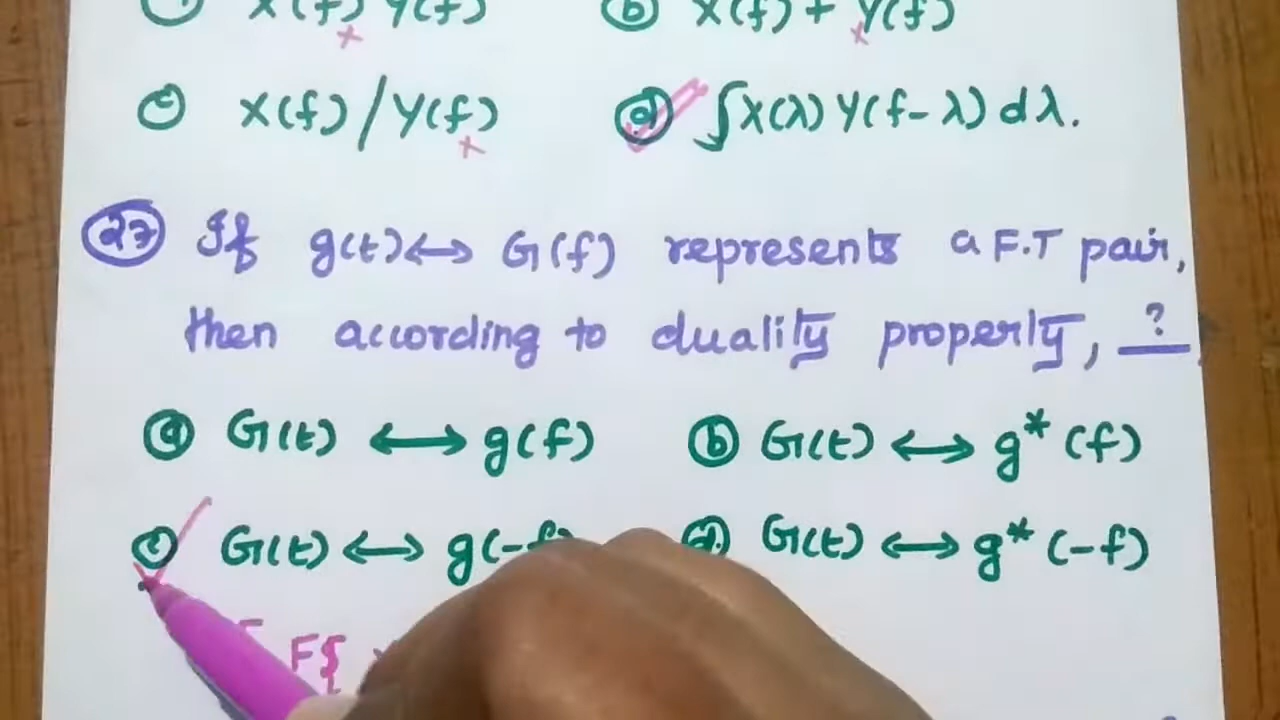 X(f) Y(f) ⓑ X(f) + Y(f)
ⓒ X(f) / Y(f) ⓓ ∫X(λ) Y(f-λ) dλ.
㉗ If g(t)↔ G(f) represents a F.T pair,
then according to duality property, ?
ⓐ G(t) ↔ g(f) ⓑ G(t) ↔ g* (f)
ⓒ G(t) ↔ g(-f ⓓ G(t) ↔ g* (-f)
F{